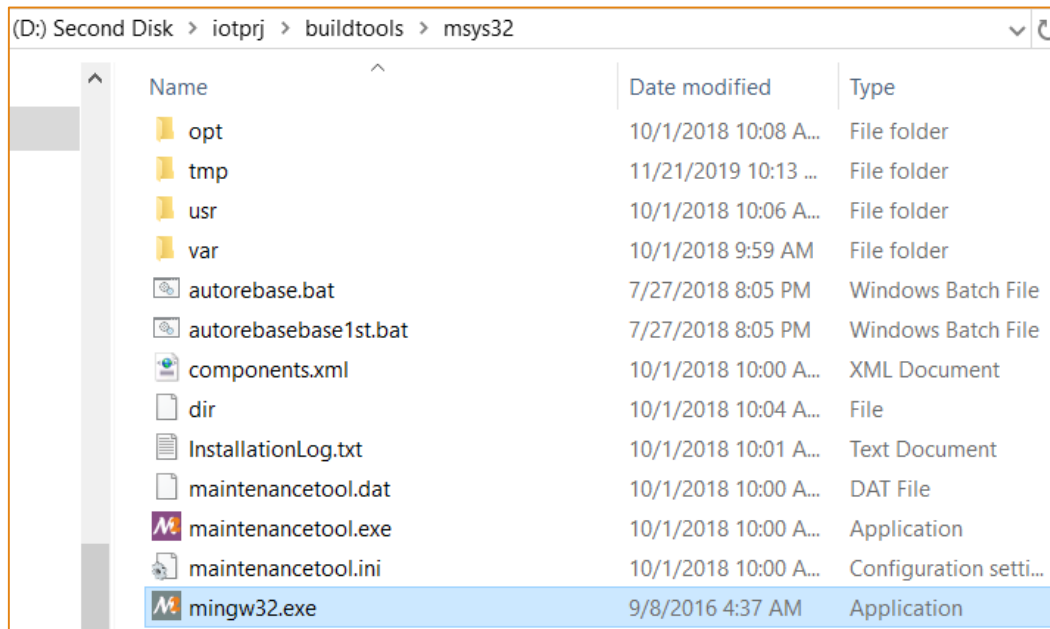 (D:) Second Disk > iotprj > buildtools > msys32
Name Date modified Type
opt 10/1/2018 10:08 A... File folder
tmp 11/21/2019 10:13 ... File folder
usr 10/1/2018 10:06 A... File folder
var 10/1/2018 9:59 AM File folder
autorebase.bat 7/27/2018 8:05 PM Windows Batch File
autorebasebase1st.bat 7/27/2018 8:05 PM Windows Batch File
components.xml 10/1/2018 10:00 A... XML Document
dir 10/1/2018 10:04 A... File
InstallationLog.txt 10/1/2018 10:01 A... Text Document
maintenancetool.dat 10/1/2018 10:00 A... DAT File
maintenancetool.exe 10/1/2018 10:00 A... Application
maintenancetool.ini 10/1/2018 10:00 A... Configuration setti...
mingw32.exe 9/8/2016 4:37 AM Application